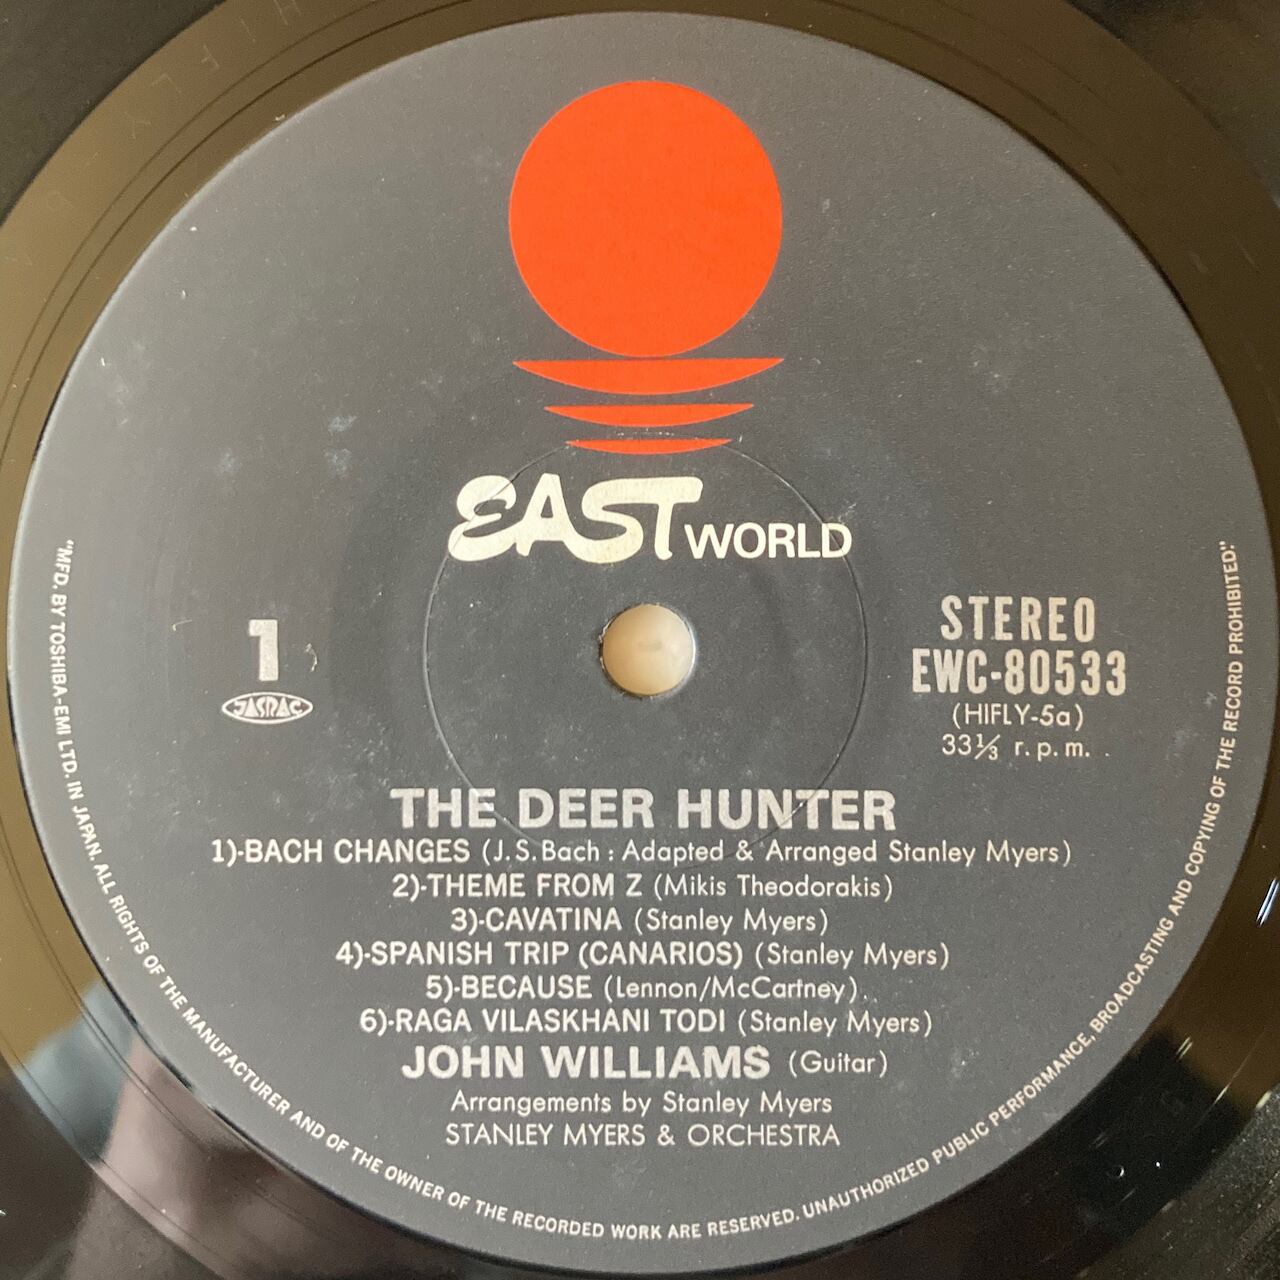 EAST WORLD
1
JASRAC
STEREO
EWC-80533
(HIFLY-5a)
33⅓ r.p.m.
THE DEER HUNTER
1)-BACH CHANGES (J.S.Bach : Adapted & Arranged Stanley Myers)
2)-THEME FROM Z (Mikis Theodorakis)
3)-CAVATINA (Stanley Myers)
4)-SPANISH TRIP (CANARIOS) (Stanley Myers)
5)-BECAUSE (Lennon/McCartney)
6)-RAGA VILASKHANI TODI (Stanley Myers)
JOHN WILLIAMS (Guitar)
Arrangements by Stanley Myers
STANLEY MYERS & ORCHESTRA
"MFD. BY TOSHIBA-EMI LTD. IN JAPAN. ALL RIGHTS OF THE MANUFACTURER AND OF THE OWNER OF THE RECORDED WORK ARE RESERVED. UNAUTHORIZED PUBLIC PERFORMANCE, BROADCASTING AND COPYING OF THE RECORD PROHIBITED."